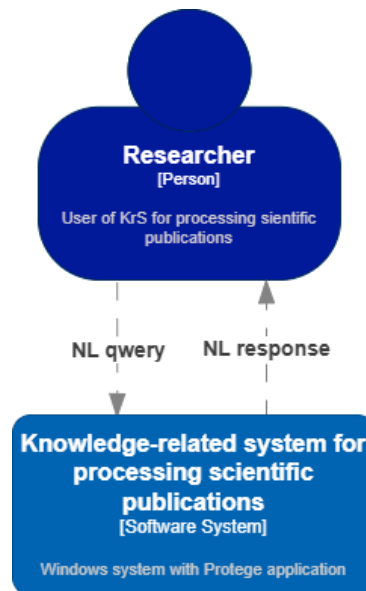 Researcher
[Person]
User of KrS for processing sientific
publications
NL qwery
NL response
Knowledge-related system for
processing scientific
publications
[Software System]
Windows system with Protege application